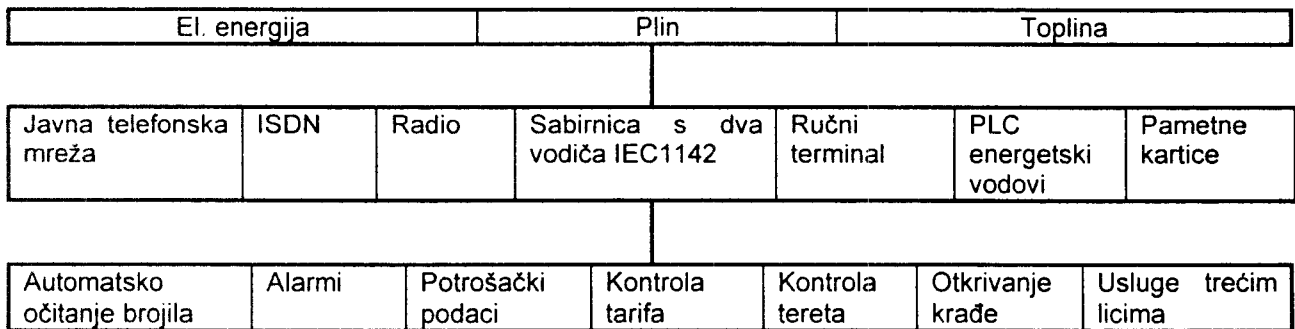 El. energija Plin Toplina
Javna telefonska mreža
ISDN
Radio
Sabirnica s dva vodiča IEC1142
Ručni terminal
PLC energetski vodovi
Pametne kartice
Automatsko očitanje brojila
Alarmi
Potrošački podaci
Kontrola tarifa
Kontrola tereta
Otkrivanje krađe
Usluge trećim licima